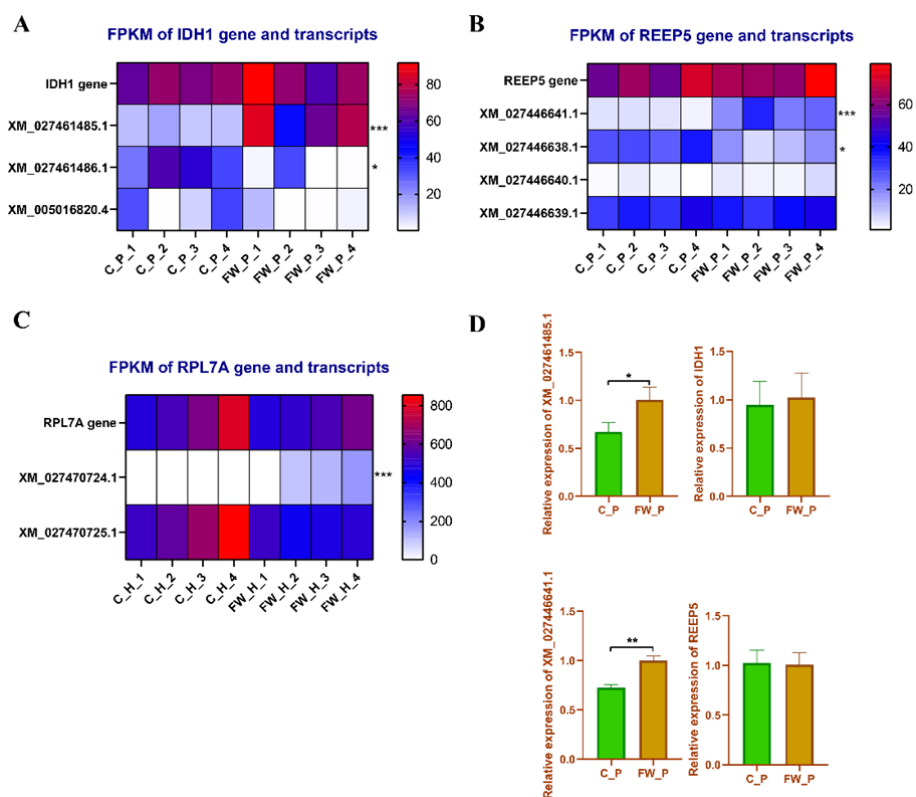 A
FPKM of IDH1 gene and transcripts
IDH1 gene
XM_027461485.1
XM_027461486.1
XM_005016820.4
***
*
80
60
40
20
C_P_1
C_P_2
C_P_3
C_P_4
FW_P_1
FW_P_2
FW_P_3
FW_P_4
B
FPKM of REEP5 gene and transcripts
REEP5 gene
XM_027446641.1
XM_027446638.1
XM_027446640.1
XM_027446639.1
***
*
60
40
20
C_P_1
C_P_2
C_P_3
C_P_4
FW_P_1
FW_P_2
FW_P_3
FW_P_4
C
FPKM of RPL7A gene and transcripts
RPL7A gene
XM_027470724.1
XM_027470725.1
***
800
600
400
200
0
C_H_1
C_H_2
C_H_3
C_H_4
FW_H_1
FW_H_2
FW_H_3
FW_H_4
D
Relative expression of XM_027461485.1
1.5
1.0
0.5
0.0
*
C_P
FW_P
Relative expression of IDH1
1.5
1.0
0.5
0.0
C_P
FW_P
Relative expression of XM_027446641.1
1.5
1.0
0.5
0.0
**
C_P
FW_P
Relative expression of REEP5
1.5
1.0
0.5
0.0
C_P
FW_P